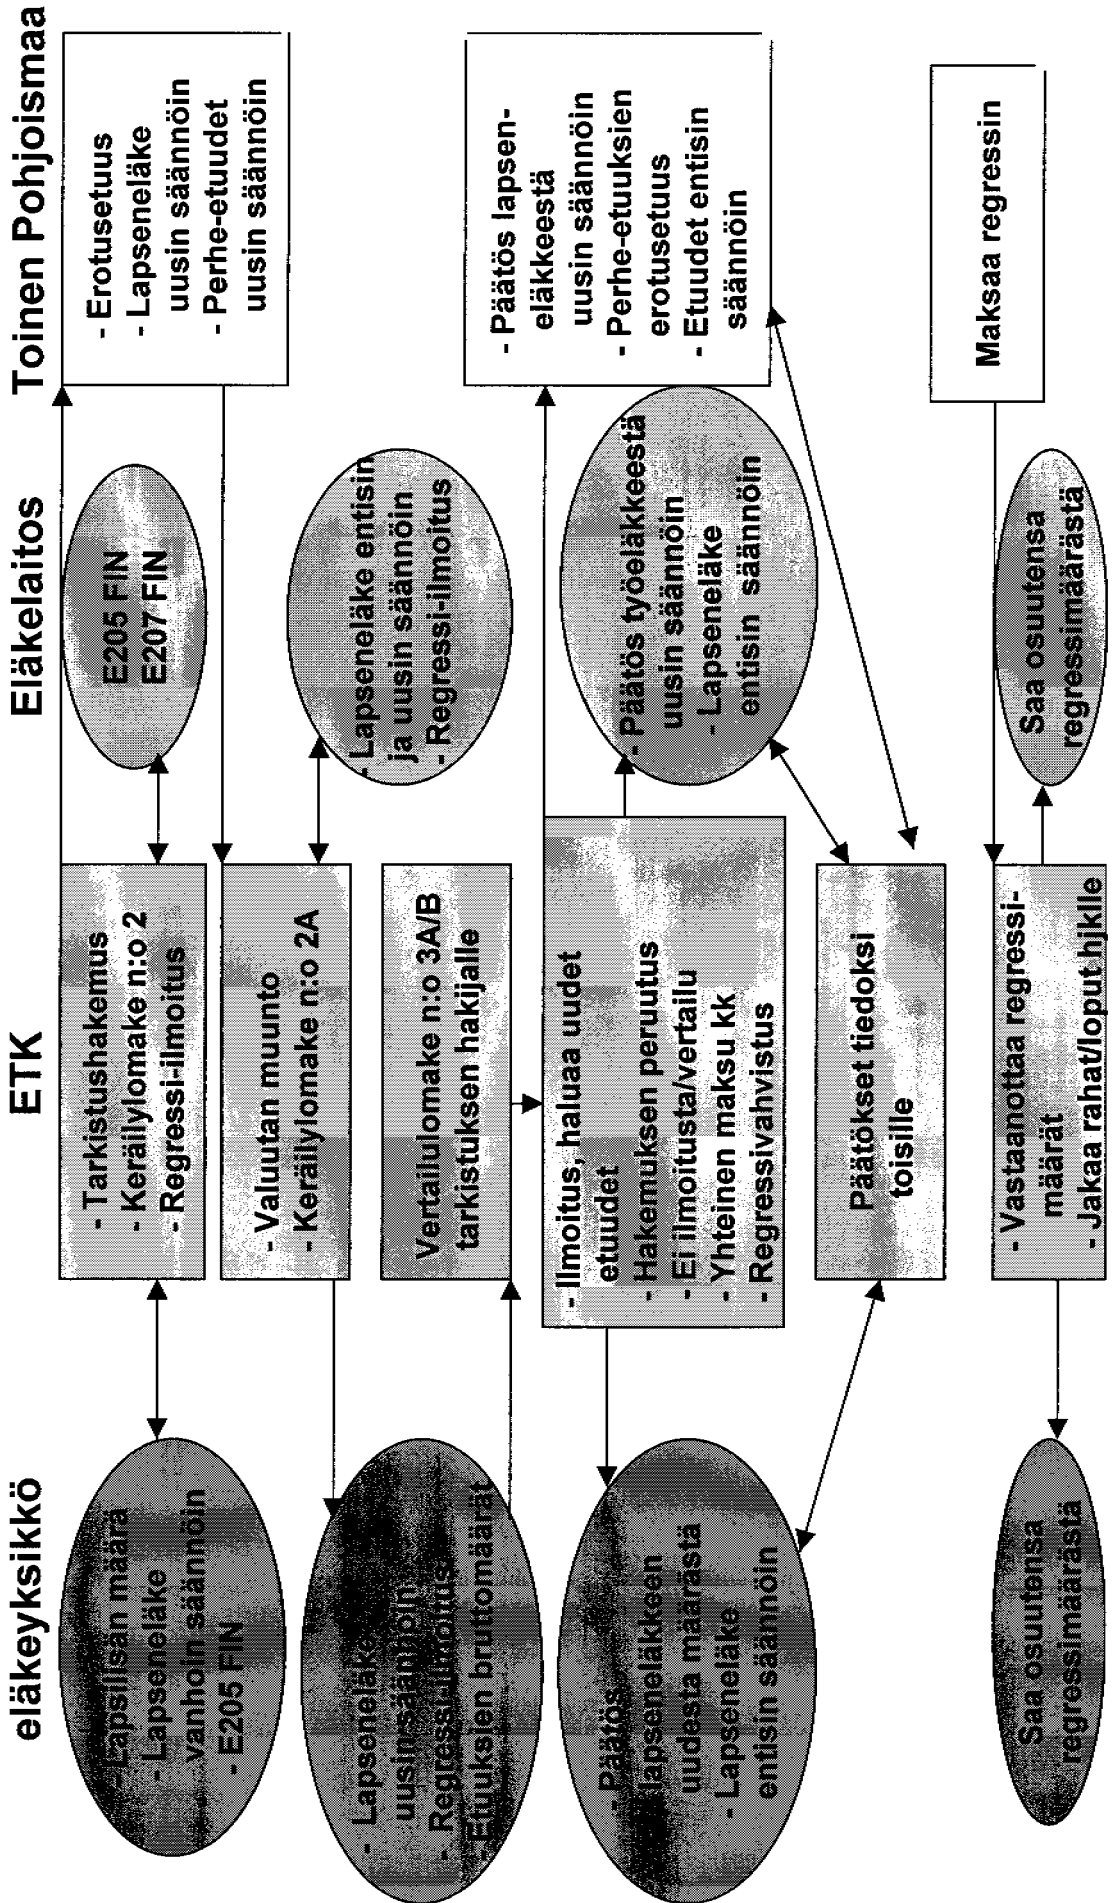 eläkeyksikkö
ETK
Eläkelaitos
Toinen Pohjoismaa
- Lapsilisän määrä
- Lapseneläke
vanhoin säännöin
- E205 FIN
- Tarkistushakemus
- Keräilylomake n:o 2
- Regressi-ilmoitus
E205 FIN
E207 FIN
- Erotusetuus
- Lapseneläke
uusin säännöin
- Perhe-etuudet
uusin säännöin
- Lapseneläke
uusin säännöin
- Regressi-ilmoitus
- Etuuksien bruttomäärät
- Valuutan muunto
- Keräilylomake n:o 2A
- Lapseneläke entisin
ja uusin säännöin
- Regressi-ilmoitus
Vertailulomake n:o 3A/B
tarkistuksen hakijalle
- Päätös
lapseneläkkeen
uudesta määrästä
- Lapseneläke
entisin säännöin
- Ilmoitus, haluaa uudet
etuudet
- Hakemuksen peruutus
- Ei ilmoitusta/vertailu
- Yhteinen maksu kk
- Regressivahvistus
- Päätös työeläkkeestä
uusin säännöin
- Lapseneläke
entisin säännöin
- Päätös lapsen-
eläkkeestä
uusin säännöin
- Perhe-etuuksien
erotusetuus
- Etuudet entisin
säännöin
Päätökset tiedoksi
toisille
Saa osuutensa
regressimäärästä
- Vastaanottaa regressi-
määrät
- Jakaa rahat/loput hjklle
Saa osuutensa
regressimäärästä
Maksaa regressin